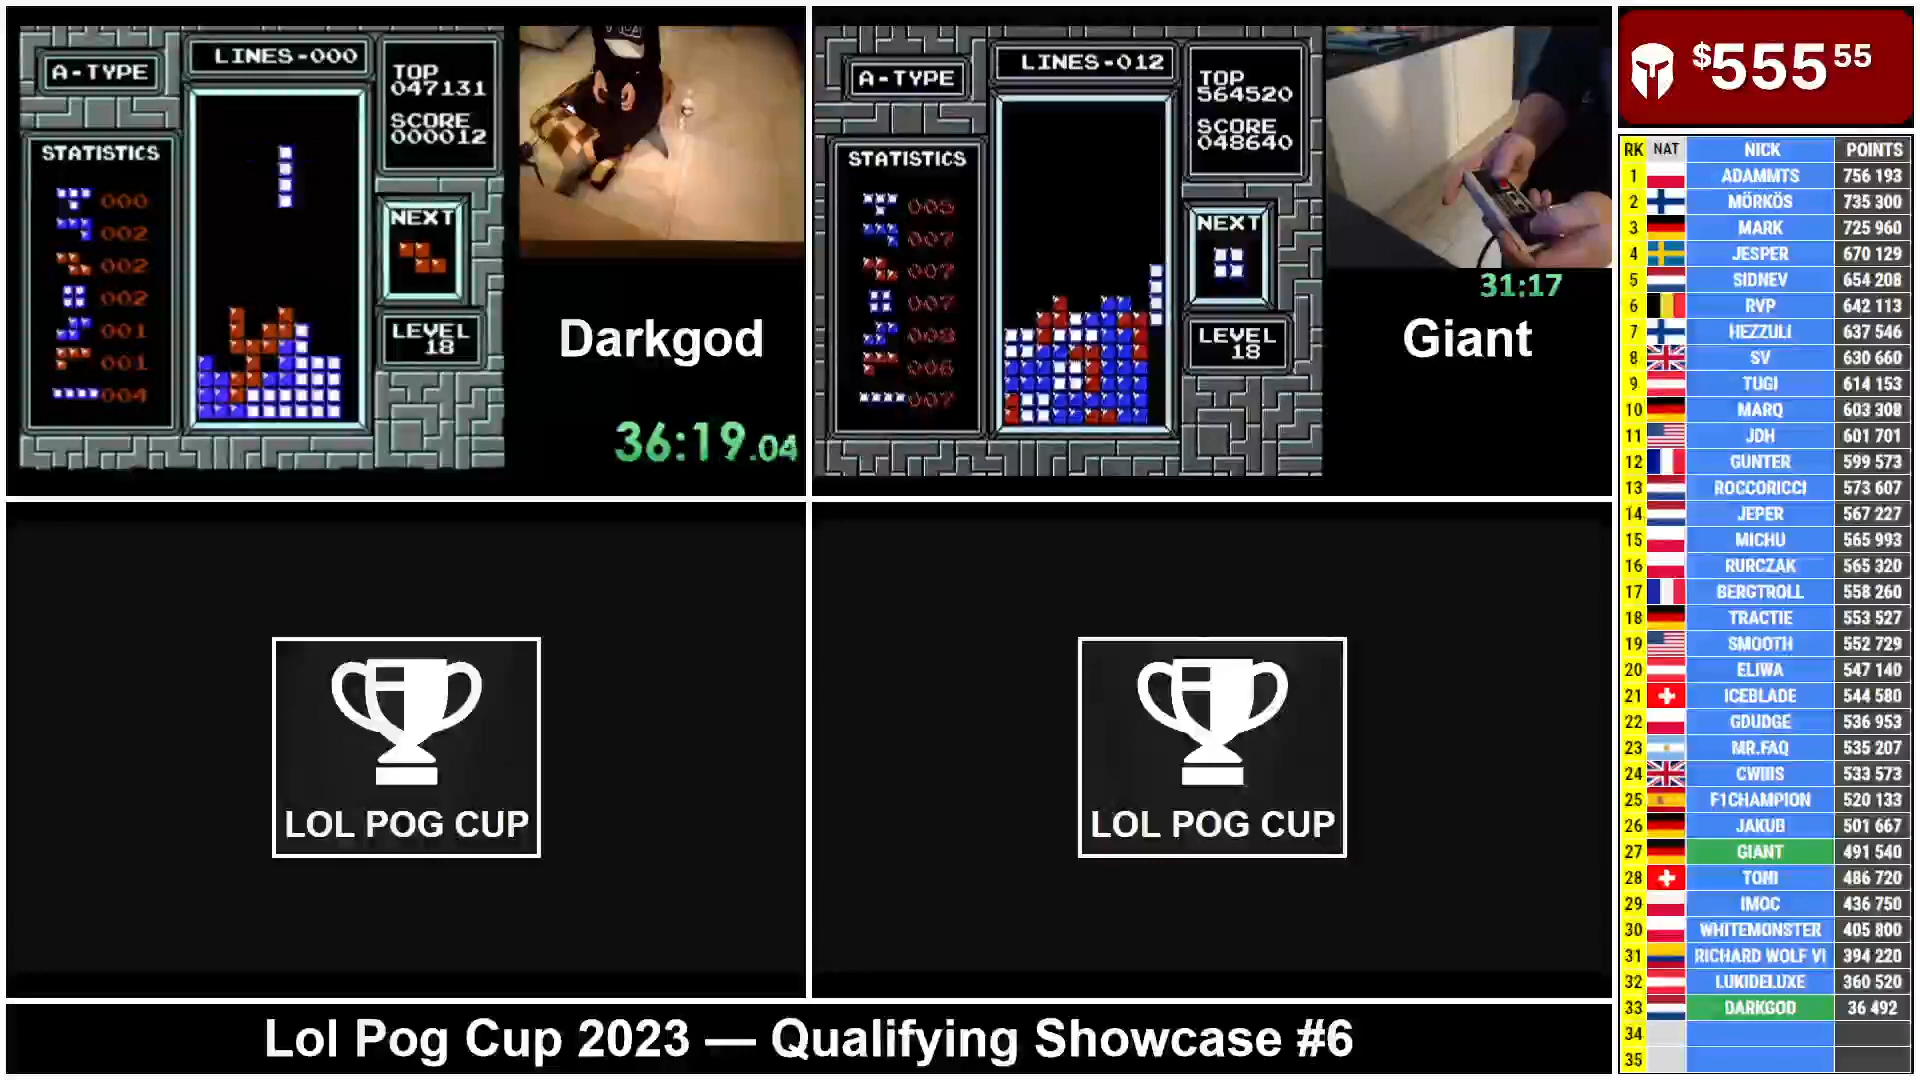 A-TYPE
LINES-000
TOP
047131
SCORE
000012
STATISTICS
000
002
002
002
001
001
004
NEXT
LEVEL
18
Darkgod
36:19.04
A-TYPE
LINES-012
TOP
564520
SCORE
048640
STATISTICS
005
007
007
007
008
006
007
NEXT
LEVEL
18
31:17
Giant
LOL POG CUP
LOL POG CUP
Lol Pog Cup 2023 — Qualifying Showcase #6
$555 55
RK NAT NICK POINTS
1 ADAMMTS 756 193
2 MÖRKÖS 735 300
3 MARK 725 960
4 JESPER 670 129
5 SIDNEV 654 208
6 RVP 642 113
7 HEZZULI 637 546
8 SV 630 660
9 TUGI 614 153
10 MARQ 603 308
11 JDH 601 701
12 GUNTER 599 573
13 ROCCORICCI 573 607
14 JEPER 567 227
15 MICHU 565 993
16 RURCZAK 565 320
17 BERGTROLL 558 260
18 TRACTIE 553 527
19 SMOOTH 552 729
20 ELIWA 547 140
21 ICEBLADE 544 580
22 GDUDGE 536 953
23 MR.FAQ 535 207
24 CWIIIS 533 573
25 F1CHAMPION 520 133
26 JAKUB 501 667
27 GIANT 491 540
28 TONI 486 720
29 IMOC 436 750
30 WHITEMONSTER 405 800
31 RICHARD WOLF VI 394 220
32 LUKIDELUXE 360 520
33 DARKGOD 36 492
34
35